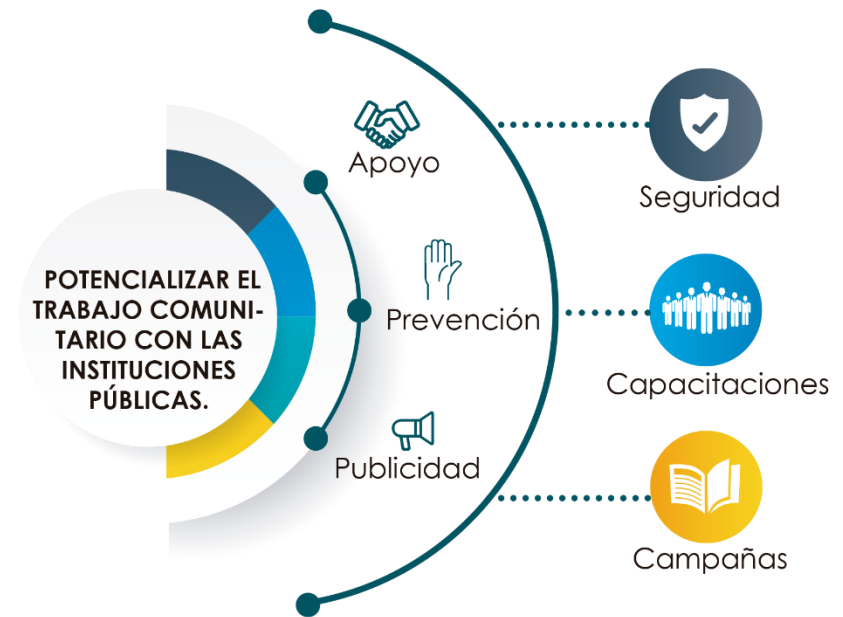 POTENCIALIZAR EL
TRABAJO COMUNI-
TARIO CON LAS
INSTITUCIONES
PÚBLICAS.
Apoyo
Prevención
Publicidad
Seguridad
Capacitaciones
Campañas